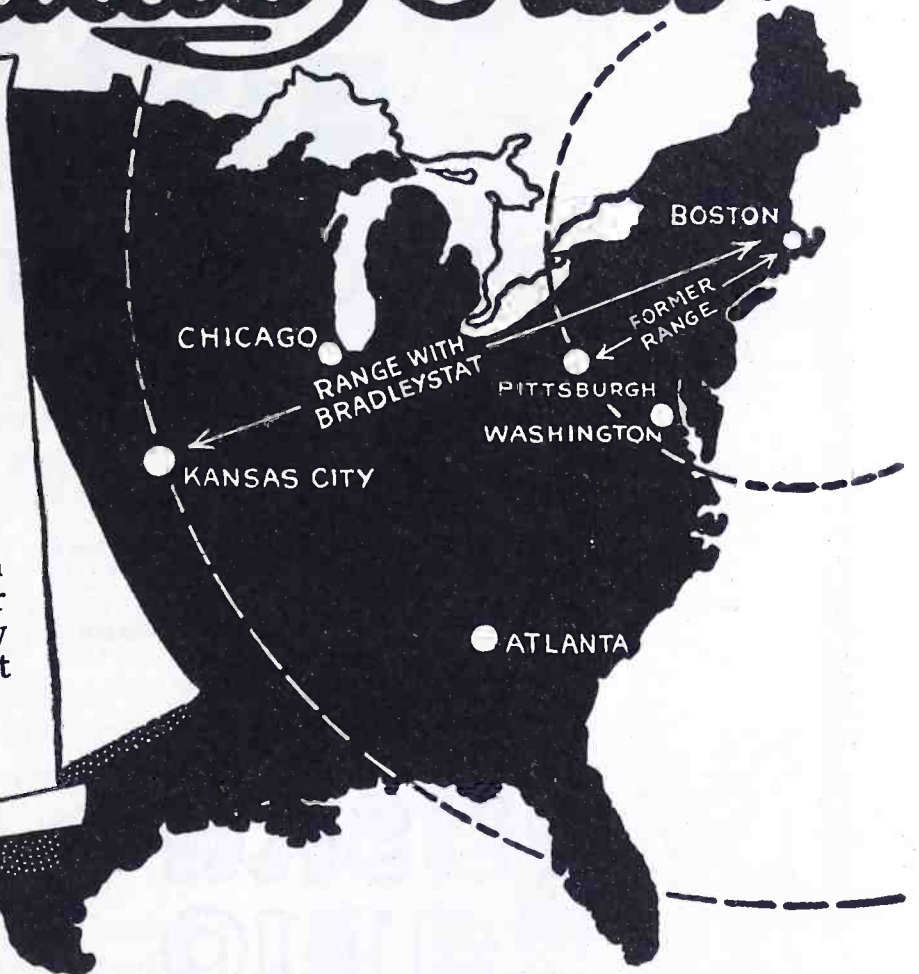 BOSTON
FORMER
RANGE
CHICAGO
RANGE WITH
BRADLEYSTAT
PITTSBURGH
WASHINGTON
KANSAS CITY
ATLANTA